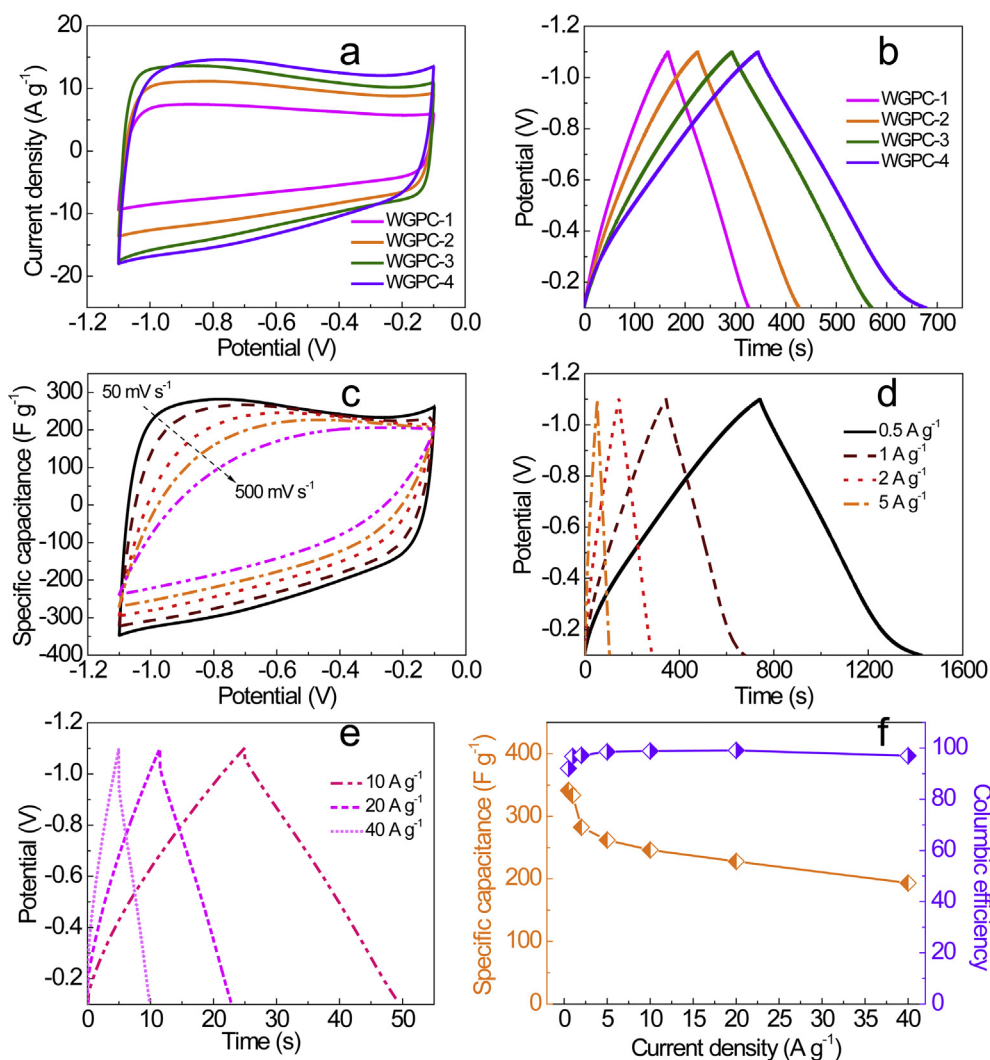 a
20
10
0
-10
-20
Current density (A g⁻¹)
WGPC-1
WGPC-2
WGPC-3
WGPC-4
-1.2 -1.0 -0.8 -0.6 -0.4 -0.2 0.0
Potential (V)
b
-1.2
-1.0
-0.8
-0.6
-0.4
-0.2
Potential (V)
WGPC-1
WGPC-2
WGPC-3
WGPC-4
0 100 200 300 400 500 600 700
Time (s)
c
300
200
100
0
-100
-200
-300
-400
Specific capacitance (F g⁻¹)
50 mV s⁻¹
500 mV s⁻¹
-1.2 -1.0 -0.8 -0.6 -0.4 -0.2 0.0
Potential (V)
d
-1.2
-1.0
-0.8
-0.6
-0.4
-0.2
Potential (V)
0.5 A g⁻¹
1 A g⁻¹
2 A g⁻¹
5 A g⁻¹
0 400 800 1200 1600
Time (s)
e
-1.2
-1.0
-0.8
-0.6
-0.4
-0.2
Potential (V)
10 A g⁻¹
20 A g⁻¹
40 A g⁻¹
0 10 20 30 40 50
Time (s)
f
400
300
200
100
0
Specific capacitance (F g⁻¹)
100
80
60
40
20
0
Columbic efficiency
0 5 10 15 20 25 30 35 40
Current density (A g⁻¹)